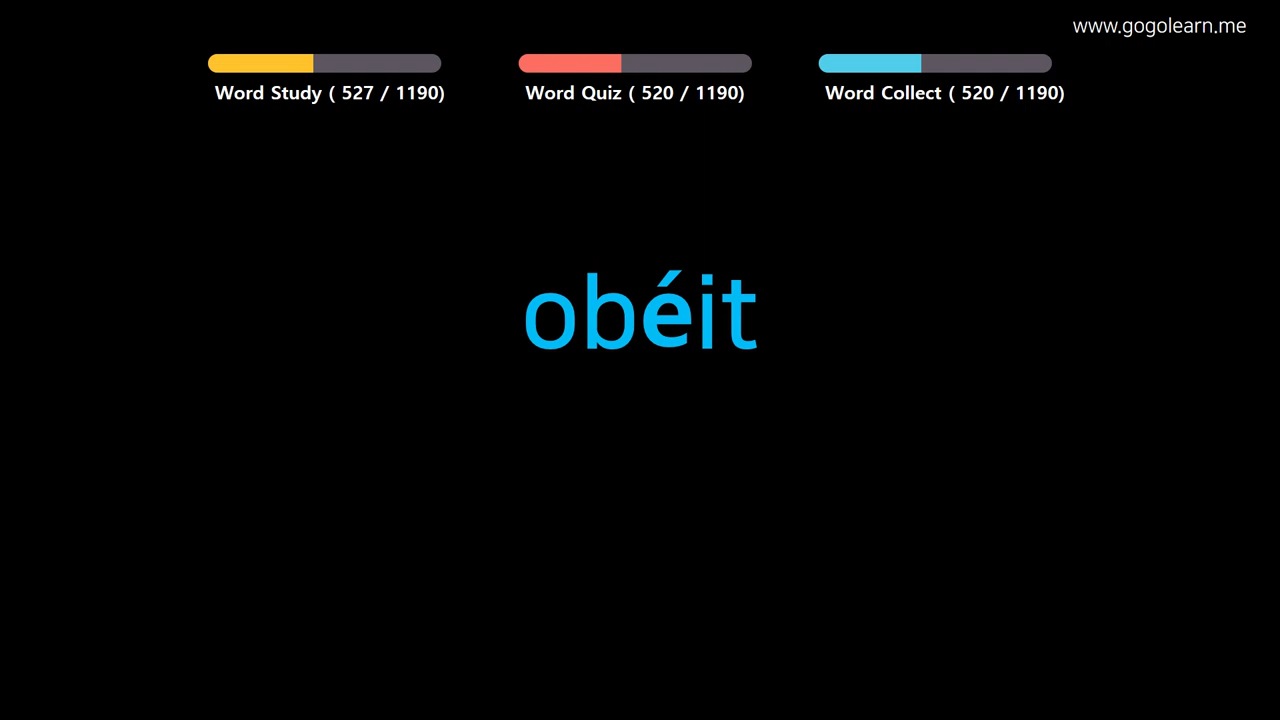 www.gogolearn.me
Word Study ( 527 / 1190)
Word Quiz ( 520 / 1190)
Word Collect ( 520 / 1190)
obéit